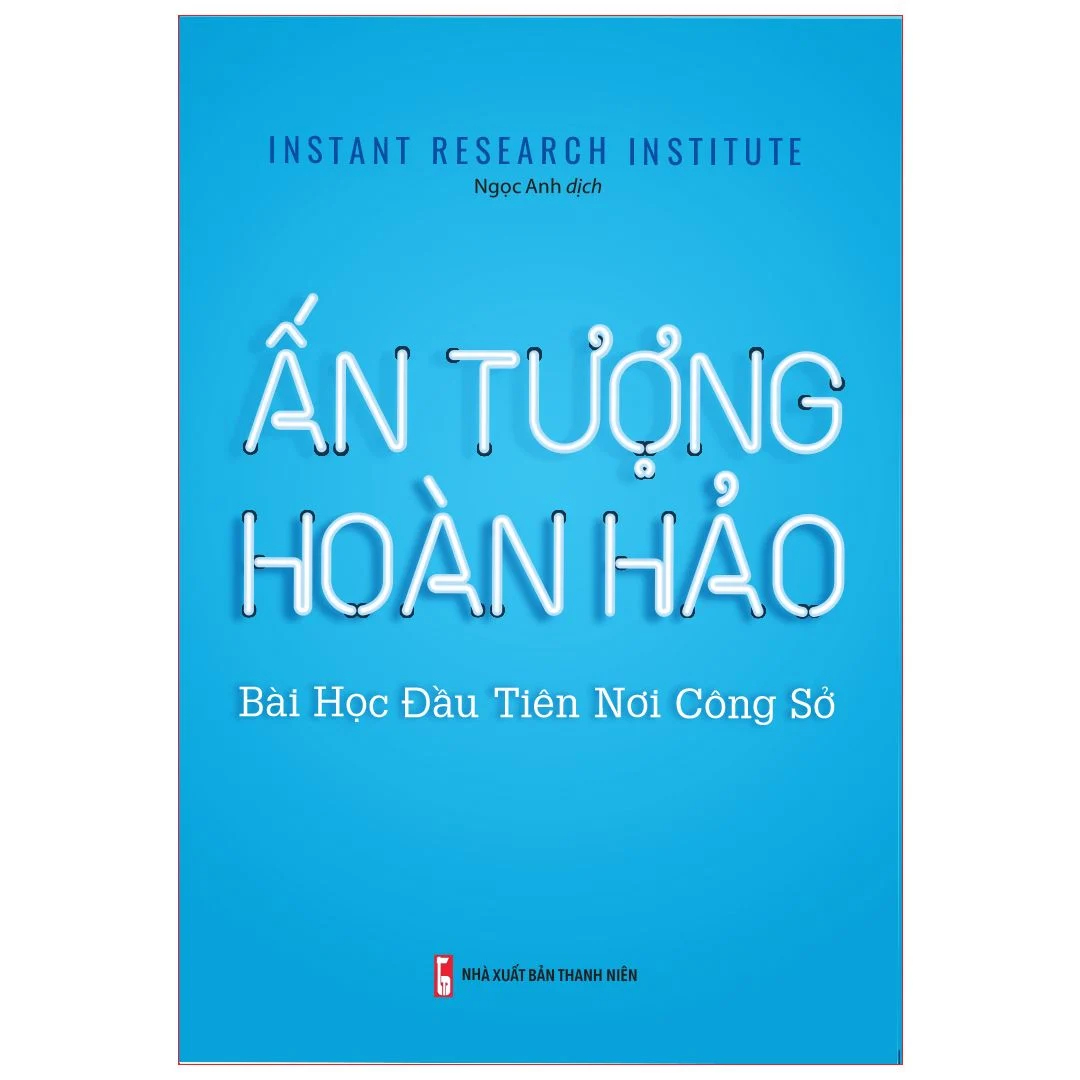 INSTANT RESEARCH INSTITUTE
Ngọc Anh dịch
ẤN TƯỢNG
HOÀN HẢO
Bài Học Đầu Tiên Nơi Công Sở
NHÀ XUẤT BẢN THANH NIÊN